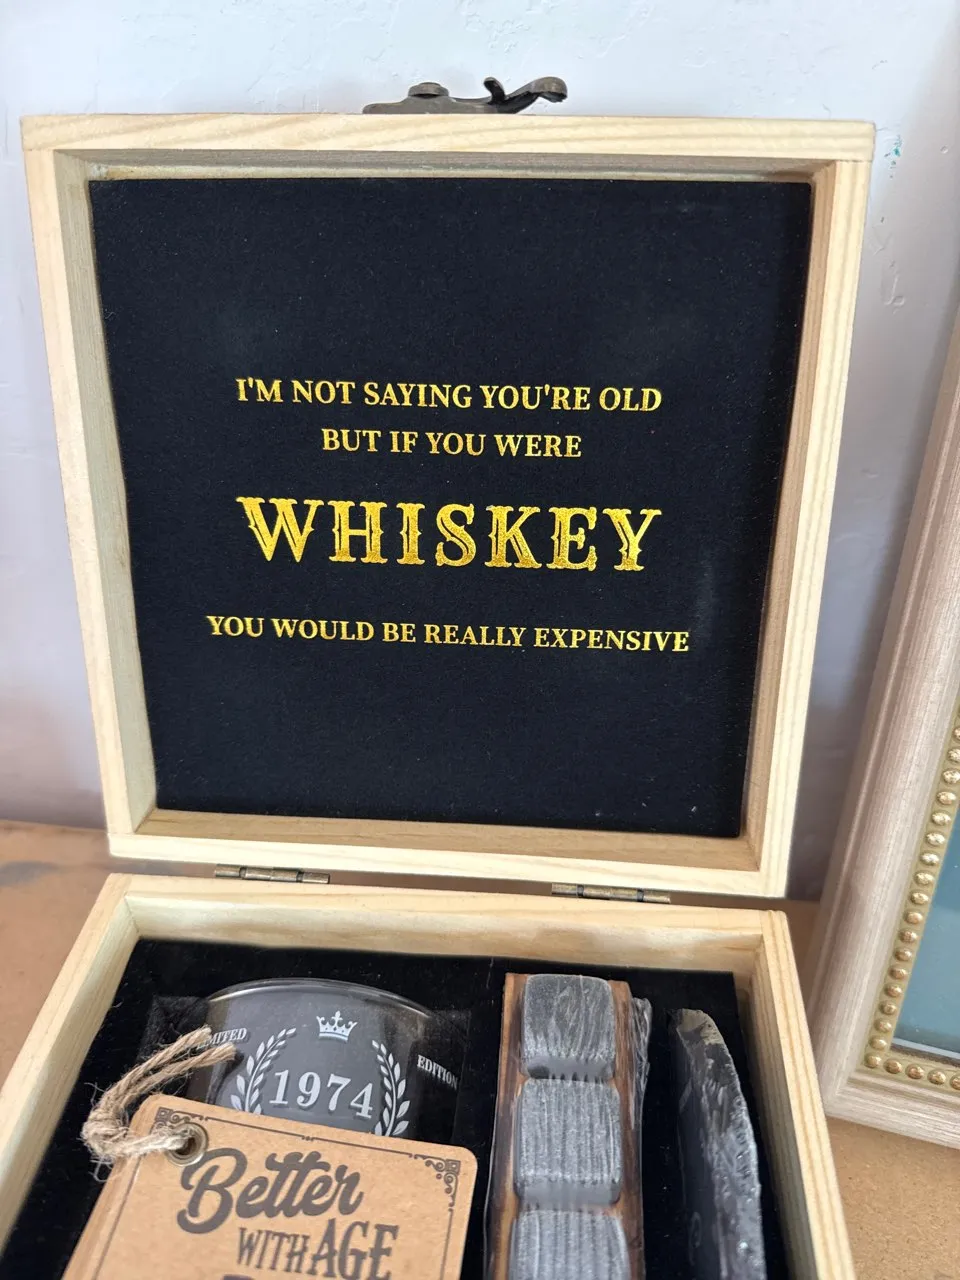 I'M NOT SAYING YOU'RE OLD
BUT IF YOU WERE
WHISKEY
YOU WOULD BE REALLY EXPENSIVE
LIMITED
EDITION
1974
Better
WITH AGE